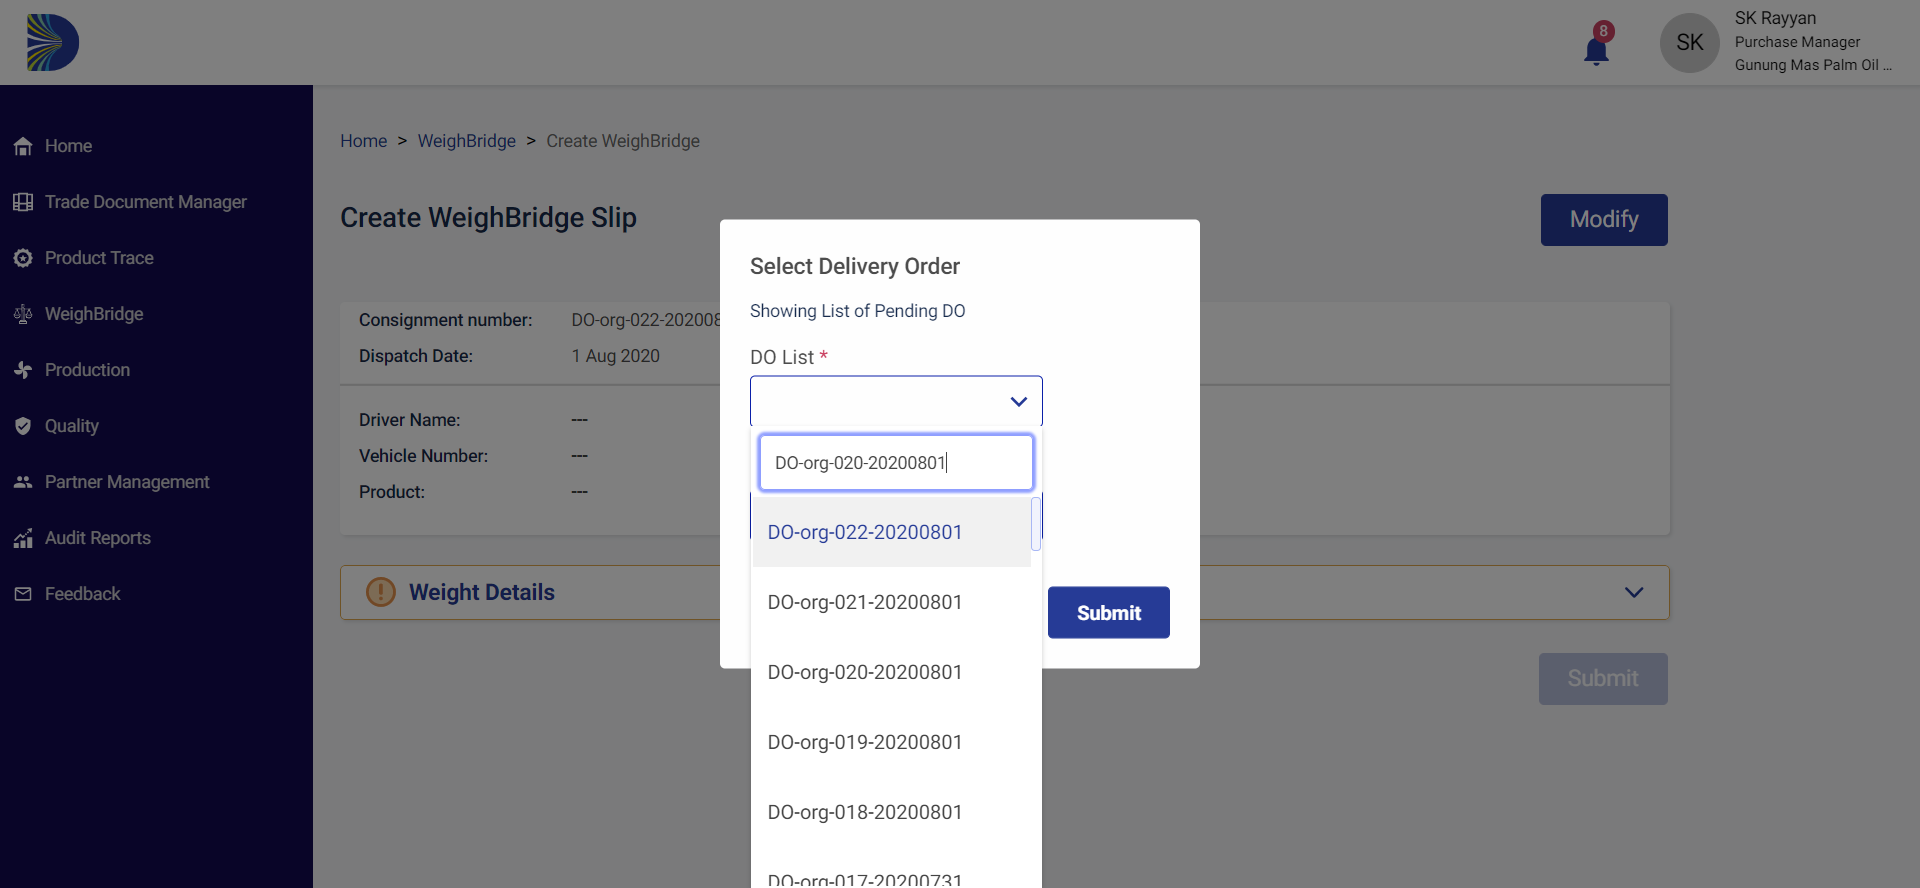 8
SK
SK Rayyan
Purchase Manager
Gunung Mas Palm Oil ...
Home
Trade Document Manager
Product Trace
WeighBridge
Production
Quality
Partner Management
Audit Reports
Feedback
Home > WeighBridge > Create WeighBridge
Create WeighBridge Slip
Modify
Consignment number: DO-org-022-202008
Dispatch Date: 1 Aug 2020
Driver Name: ---
Vehicle Number: ---
Product: ---
Weight Details
Submit
Select Delivery Order
Showing List of Pending DO
DO List *
DO-org-020-20200801
DO-org-022-20200801
DO-org-021-20200801
DO-org-020-20200801
DO-org-019-20200801
DO-org-018-20200801
DO-org-017-20200731
Submit